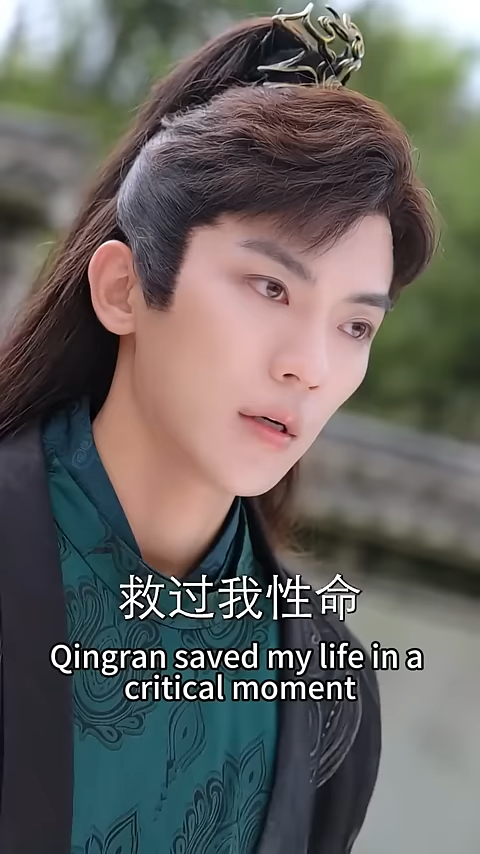 救过我性命
Qingran saved my life in a
critical moment